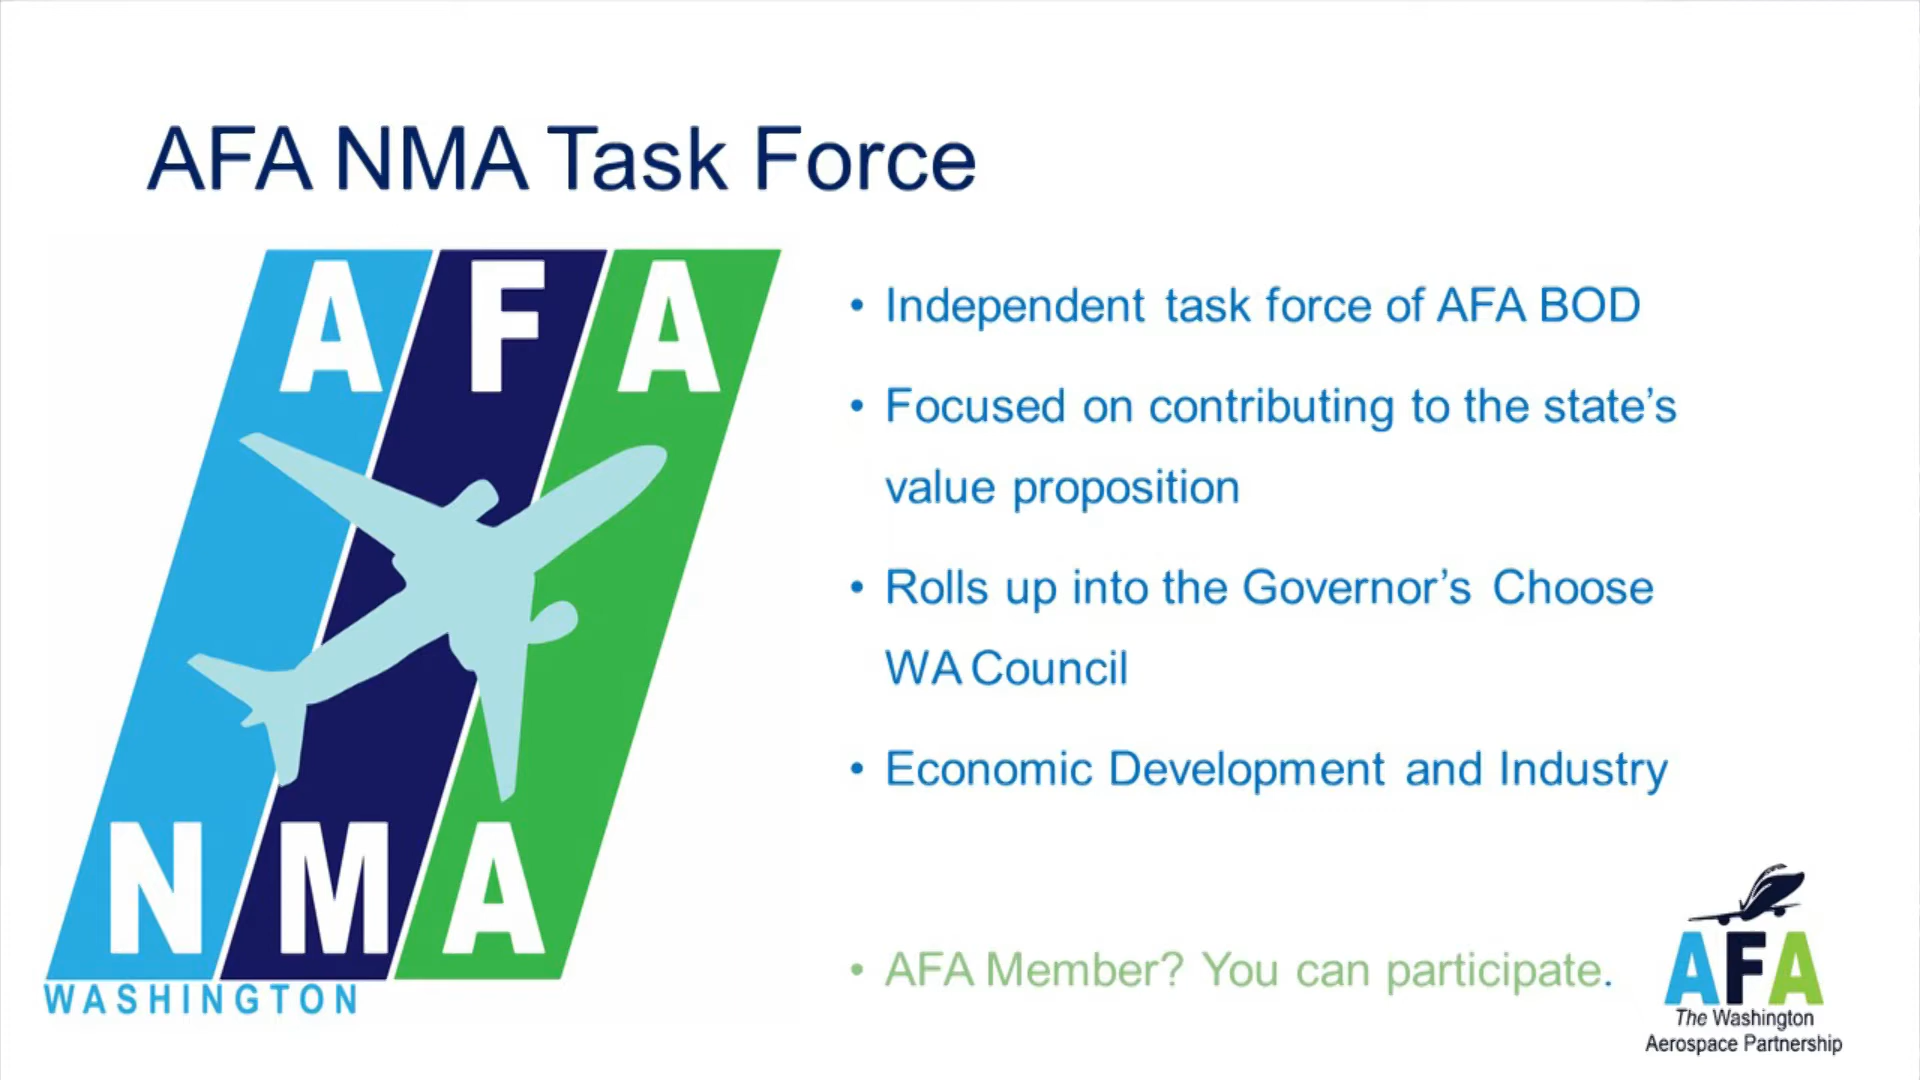 AFA NMA Task Force
AFA
NMA
WASHINGTON
• Independent task force of AFA BOD
• Focused on contributing to the state’s
value proposition
• Rolls up into the Governor’s Choose
WA Council
• Economic Development and Industry
• AFA Member? You can participate.
AFA
The Washington
Aerospace Partnership